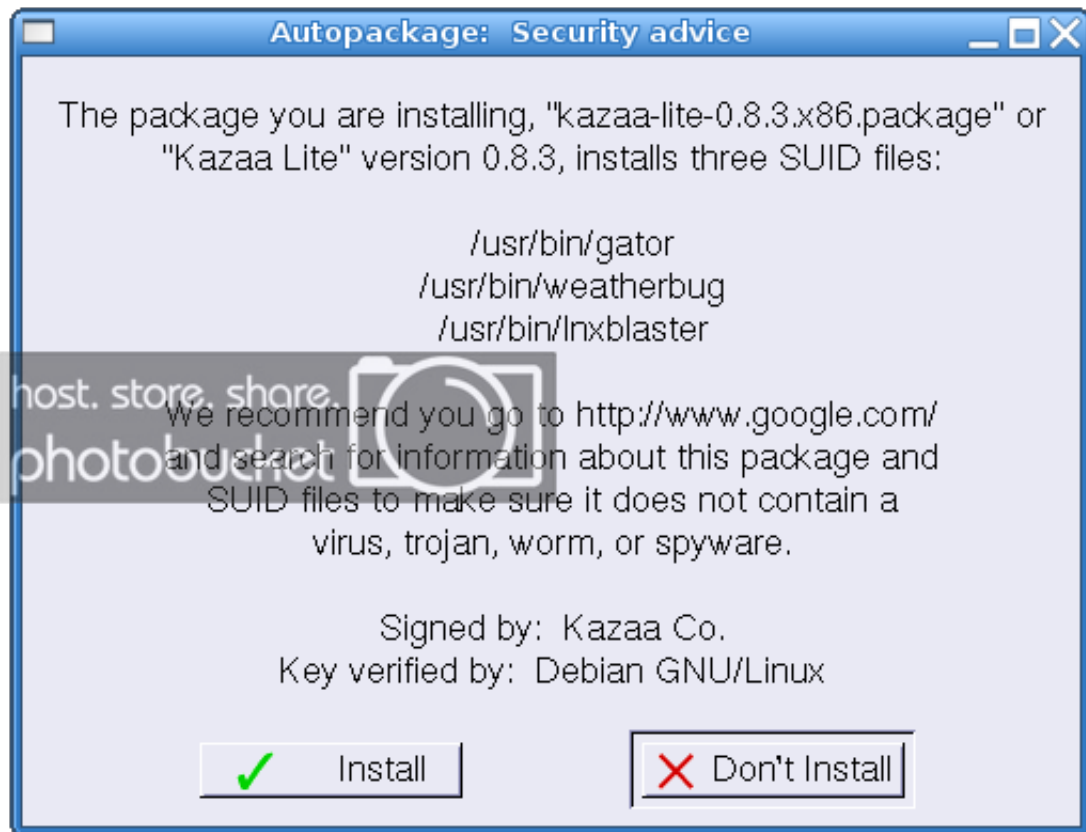 Autopackage: Security advice
The package you are installing, "kazaa-lite-0.8.3.x86.package" or
"Kazaa Lite" version 0.8.3, installs three SUID files:
/usr/bin/gator
/usr/bin/weatherbug
/usr/bin/lnxblaster
host. store. share.
We recommend you go to http://www.google.com/
photobucket
and search for information about this package and
SUID files to make sure it does not contain a
virus, trojan, worm, or spyware.
Signed by: Kazaa Co.
Key verified by: Debian GNU/Linux
Install
Don't Install